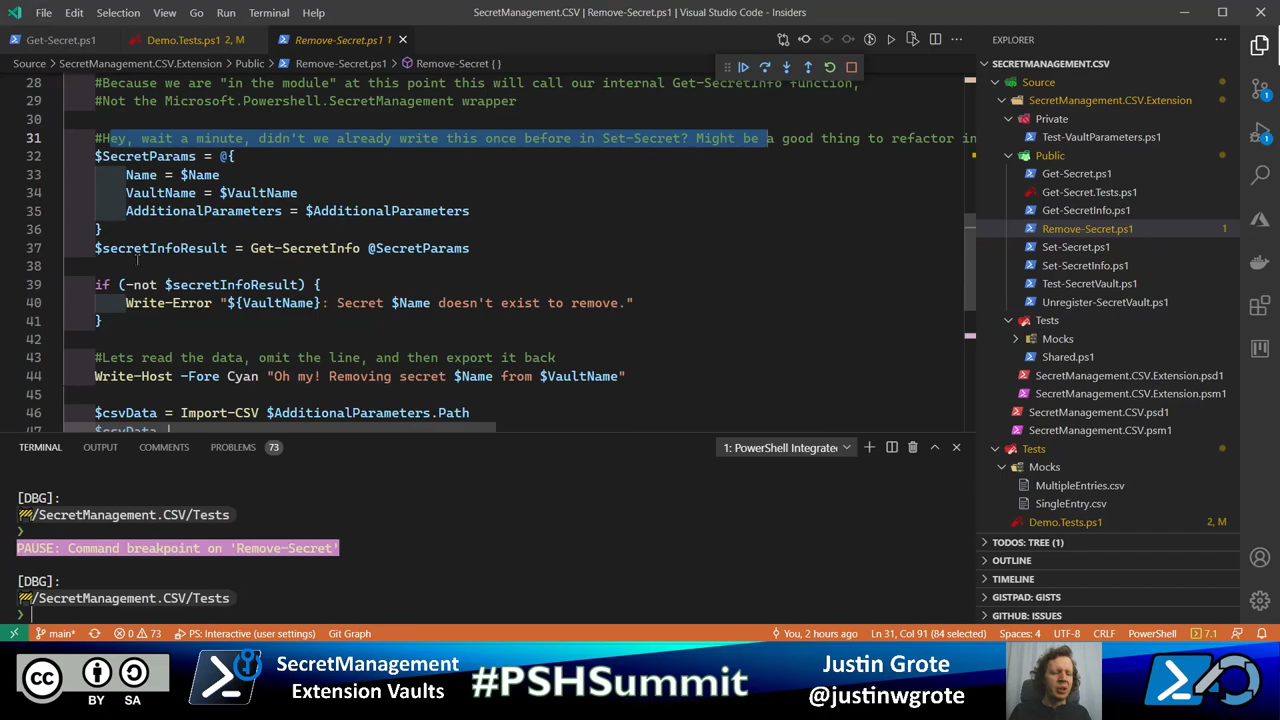 File Edit Selection View Go Run Terminal Help
SecretManagement.CSV | Remove-Secret.ps1 | Visual Studio Code - Insiders
Get-Secret.ps1
Demo.Tests.ps1 2, M
Remove-Secret.ps1 1
EXPLORER
Source > SecretManagement.CSV.Extension > Public > Remove-Secret.ps1 > Remove-Secret { }
28 #Because we are "in the module" at this point this will call our internal Get-SecretInfo function,
29 #Not the Microsoft.Powershell.SecretManagement wrapper
30
31 #Hey, wait a minute, didn't we already write this once before in Set-Secret? Might be a good thing to refactor in
32 $SecretParams = @{
33 Name = $Name
34 VaultName = $VaultName
35 AdditionalParameters = $AdditionalParameters
36 }
37 $secretInfoResult = Get-SecretInfo @SecretParams
38
39 if (-not $secretInfoResult) {
40 Write-Error "${VaultName}: Secret $Name doesn't exist to remove."
41 }
42
43 #Lets read the data, omit the line, and then export it back
44 Write-Host -Fore Cyan "Oh my! Removing secret $Name from $VaultName"
45
46 $csvData = Import-CSV $AdditionalParameters.Path
47 $csvData |
SECRETMANAGEMENT.CSV
Source
SecretManagement.CSV.Extension
Private
Test-VaultParameters.ps1
Public
Get-Secret.ps1
Get-Secret.Tests.ps1
Get-SecretInfo.ps1
Remove-Secret.ps1 1
Set-Secret.ps1
Set-SecretInfo.ps1
Test-SecretVault.ps1
Unregister-SecretVault.ps1
Tests
Mocks
Shared.ps1
SecretManagement.CSV.Extension.psd1
SecretManagement.CSV.Extension.psm1
SecretManagement.CSV.psd1
SecretManagement.CSV.psm1
Tests
Mocks
MultipleEntries.csv
SingleEntry.csv
Demo.Tests.ps1 2, M
TODOS: TREE (1)
OUTLINE
TIMELINE
GISTPAD: GISTS
GITHUB: ISSUES
1
1
TERMINAL OUTPUT COMMENTS PROBLEMS 73
1: PowerShell Integrate
[DBG]:
/SecretManagement.CSV/Tests
❯
PAUSE: Command breakpoint on 'Remove-Secret'
[DBG]:
/SecretManagement.CSV/Tests
❯
main* 0 73 PS: Interactive (user settings) Git Graph
You, 2 hours ago Ln 31, Col 91 (84 selected) Spaces: 4 UTF-8 CRLF PowerShell 7.1
CC BY SA
SecretManagement
Extension Vaults
#PSHSummit
Justin Grote
@justinwgrote